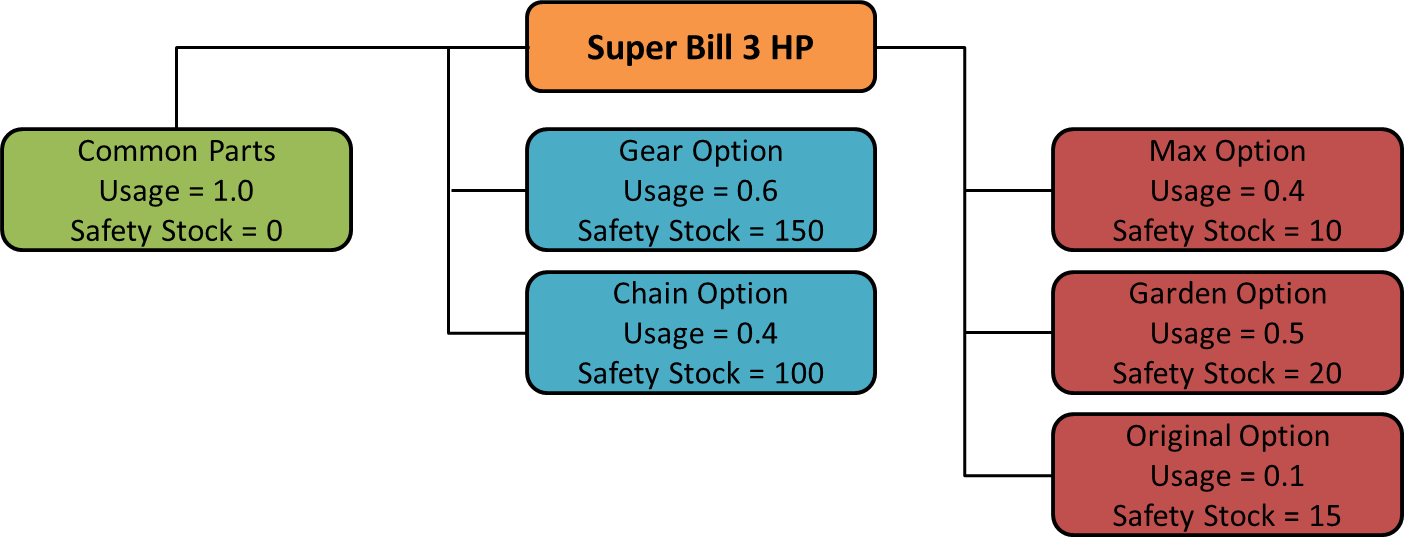 Super Bill 3 HP
Common Parts
Usage = 1.0
Safety Stock = 0
Gear Option
Usage = 0.6
Safety Stock = 150
Chain Option
Usage = 0.4
Safety Stock = 100
Max Option
Usage = 0.4
Safety Stock = 10
Garden Option
Usage = 0.5
Safety Stock = 20
Original Option
Usage = 0.1
Safety Stock = 15